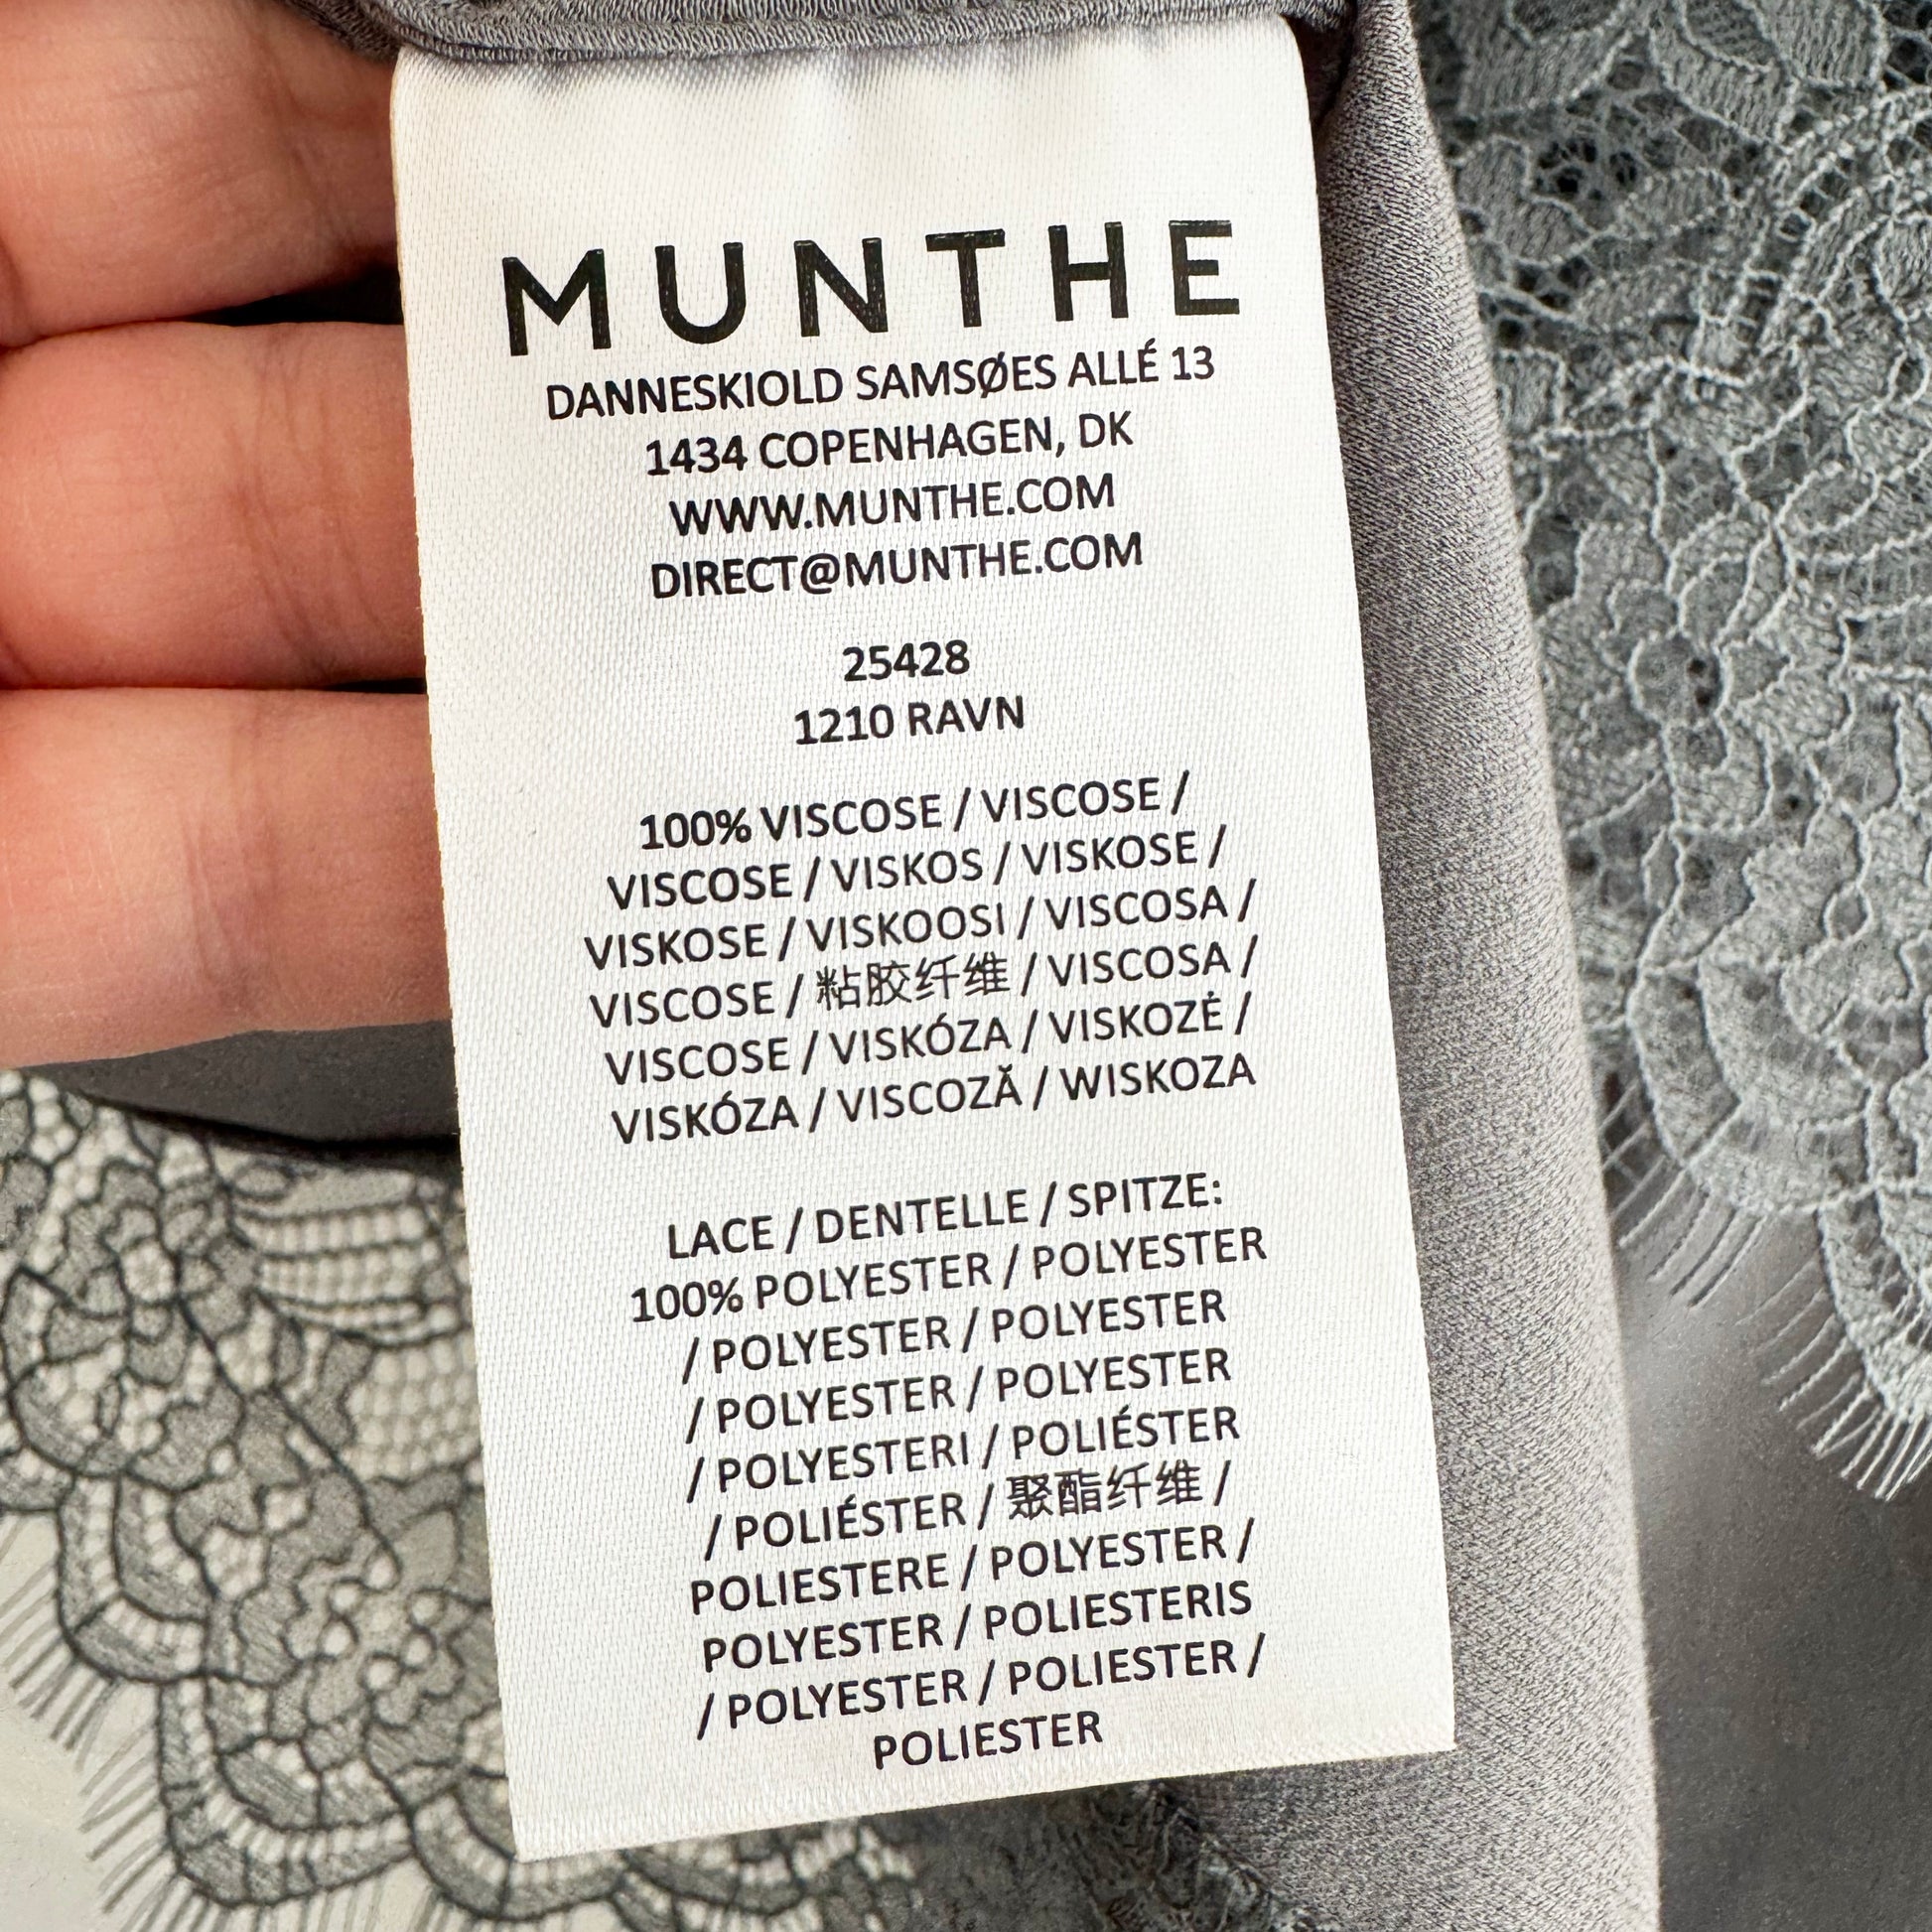 MUNTHE
DANNESKIOLD SAMSØES ALLÉ 13
1434 COPENHAGEN, DK
WWW.MUNTHE.COM
DIRECT@MUNTHE.COM
25428
1210 RAVN
100% VISCOSE / VISCOSE /
VISCOSE / VISKOS / VISKOSE /
VISKOSE / VISKOOSI / VISCOSA /
VISCOSE / 粘胶纤维 / VISCOSA /
VISCOSE / VISKÓZA / VISKOZĖ /
VISKÓZA / VISCOZĂ / WISKOZA
LACE / DENTELLE / SPITZE:
100% POLYESTER / POLYESTER
/ POLYESTER / POLYESTER
/ POLYESTER / POLYESTER
/ POLYESTERI / POLIÉSTER
/ POLIÉSTER / 聚酯纤维 /
POLIESTERE / POLYESTER /
POLYESTER / POLIESTERIS
/ POLYESTER / POLIESTER /
POLIESTER